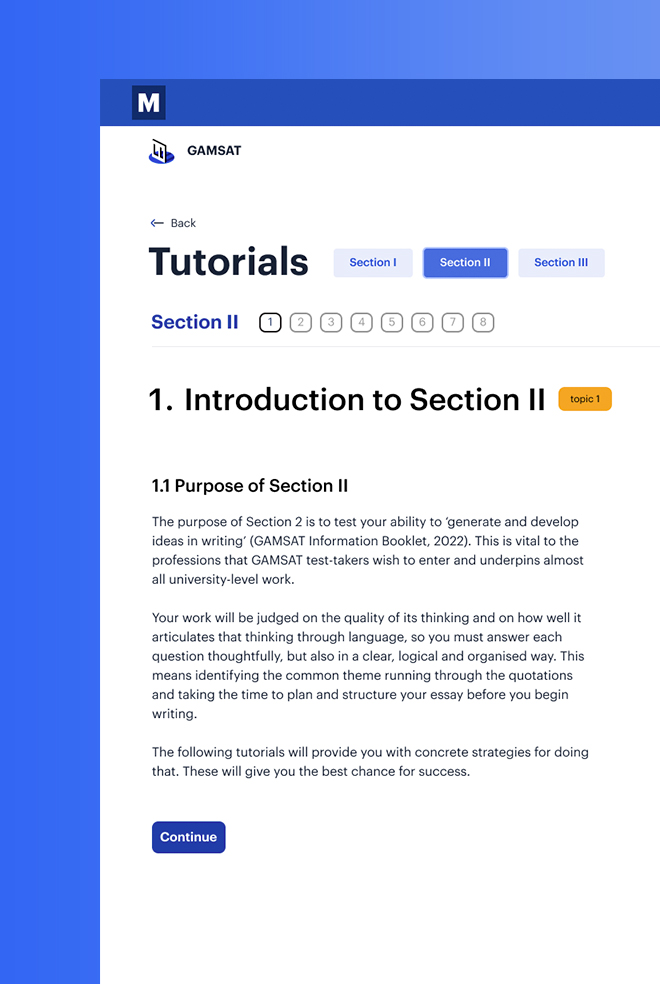 M
GAMSAT
← Back
Tutorials Section I Section II Section III
Section II 1 2 3 4 5 6 7 8
1. Introduction to Section II topic 1
1.1 Purpose of Section II
The purpose of Section 2 is to test your ability to ‘generate and develop
ideas in writing’ (GAMSAT Information Booklet, 2022). This is vital to the
professions that GAMSAT test-takers wish to enter and underpins almost
all university-level work.
Your work will be judged on the quality of its thinking and on how well it
articulates that thinking through language, so you must answer each
question thoughtfully, but also in a clear, logical and organised way. This
means identifying the common theme running through the quotations
and taking the time to plan and structure your essay before you begin
writing.
The following tutorials will provide you with concrete strategies for doing
that. These will give you the best chance for success.
Continue